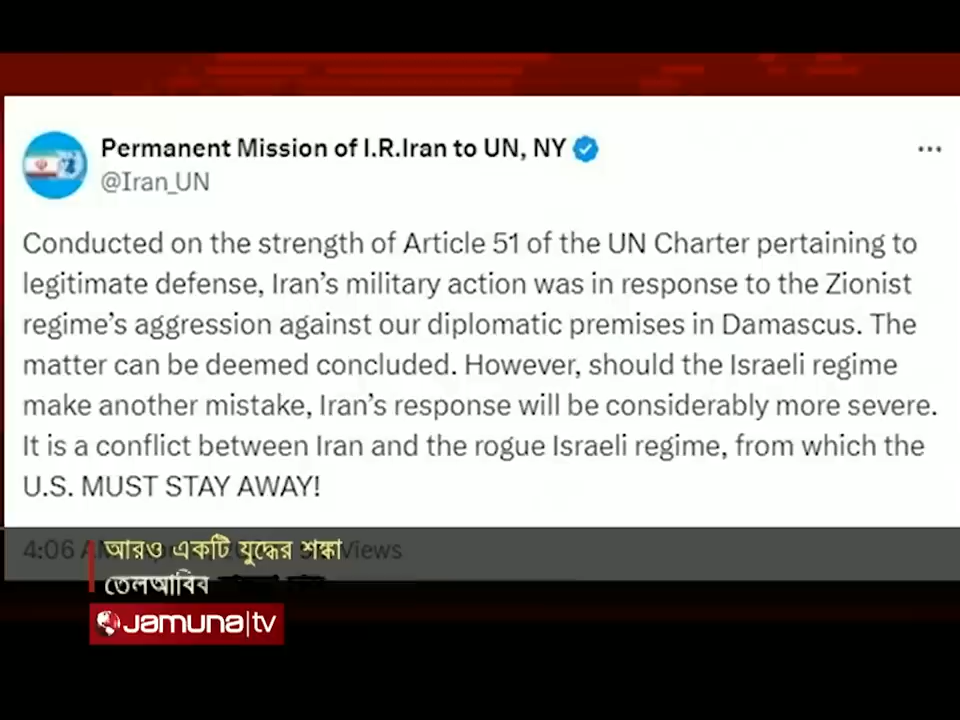 Permanent Mission of I.R.Iran to UN, NY
@Iran_UN
Conducted on the strength of Article 51 of the UN Charter pertaining to
legitimate defense, Iran's military action was in response to the Zionist
regime's aggression against our diplomatic premises in Damascus. The
matter can be deemed concluded. However, should the Israeli regime
make another mistake, Iran's response will be considerably more severe.
It is a conflict between Iran and the rogue Israeli regime, from which the
U.S. MUST STAY AWAY!
4:06 Views
আরও একটি যুদ্ধের শঙ্কা
তেলআবিব
Jamuna|tv